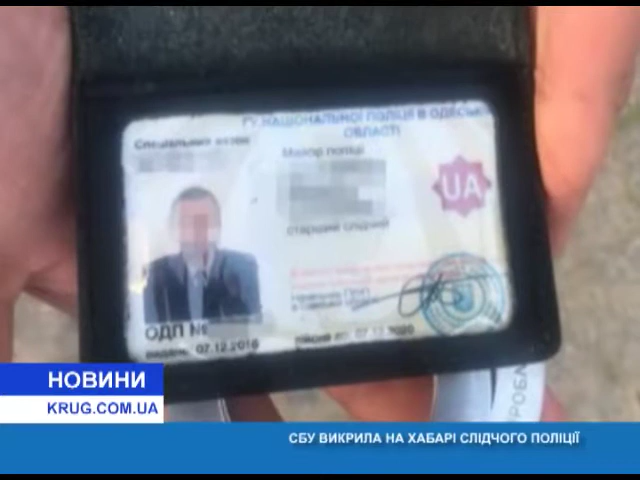 ГУ НАЦІОНАЛЬНОЇ ПОЛІЦІЇ В ОДЕСЬКІЙ
ОБЛАСТІ
Спеціальний жетон
Майор поліції
UA
старший слідчий
ОДП №
видано: 07.12.2016
дійсне до: 07.12.2020
РОБ
НОВИНИ
KRUG.COM.UA
СБУ ВИКРИЛА НА ХАБАРІ СЛІДЧОГО ПОЛІЦІЇ